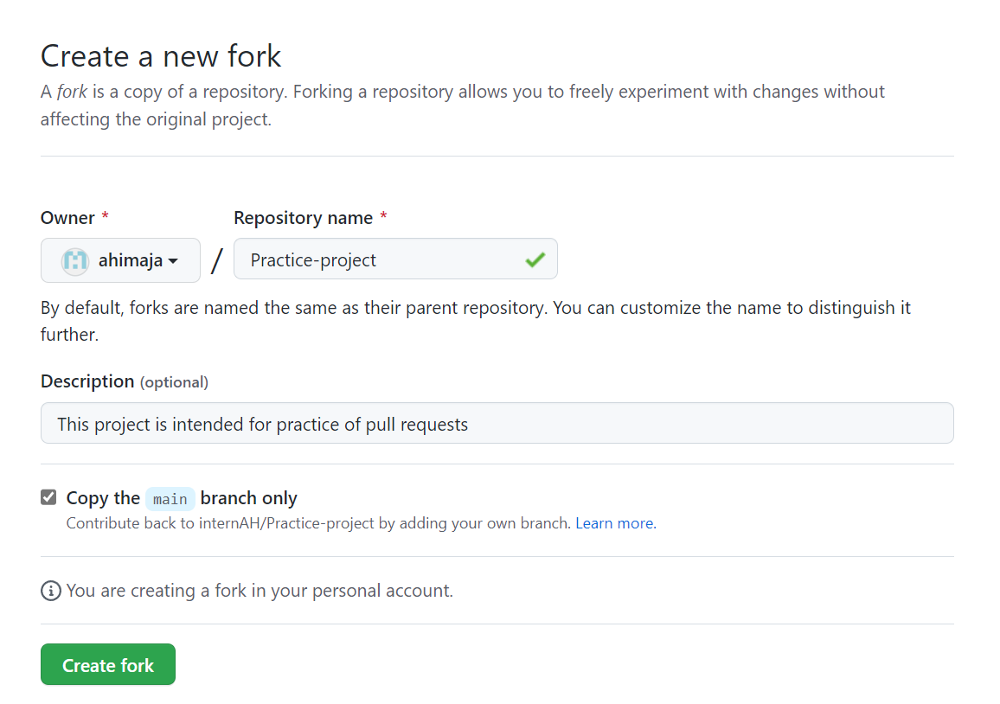 Create a new fork
A fork is a copy of a repository. Forking a repository allows you to freely experiment with changes without
affecting the original project.
Owner * Repository name *
ahimaja / Practice-project
By default, forks are named the same as their parent repository. You can customize the name to distinguish it
further.
Description (optional)
This project is intended for practice of pull requests
Copy the main branch only
Contribute back to internAH/Practice-project by adding your own branch. Learn more.
You are creating a fork in your personal account.
Create fork